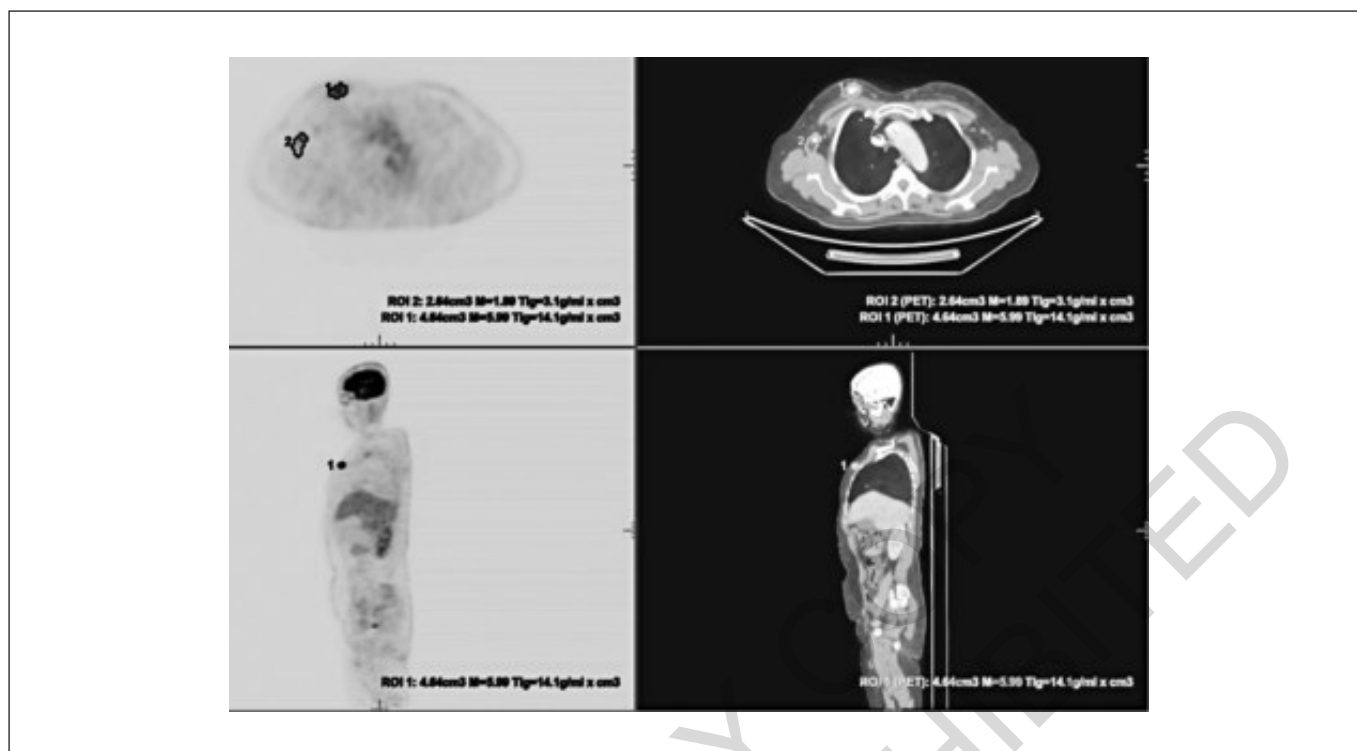 1
2
ROI 2: 2.64cm3 M=1.89 Tlg=3.1g/ml x cm3
ROI 1: 4.64cm3 M=5.99 Tlg=14.1g/ml x cm3
1
2
ROI 2 (PET): 2.64cm3 M=1.89 Tlg=3.1g/ml x cm3
ROI 1 (PET): 4.64cm3 M=5.99 Tlg=14.1g/ml x cm3
1
ROI 1: 4.64cm3 M=5.99 Tlg=14.1g/ml x cm3
1
ROI 1 (PET): 4.64cm3 M=5.99 Tlg=14.1g/ml x cm3
Y COPY
HIBITED